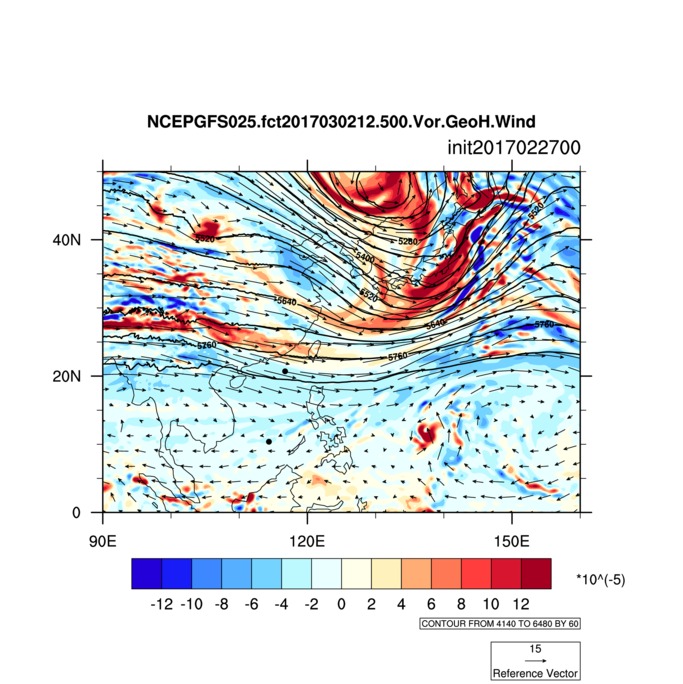 NCEPGFS025.fct2017030212.500.Vor.GeoH.Wind
init2017022700
40N
20N
0
90E 120E 150E
5520
5280
5400
5520
5640
5520
5640
5760
5760
5760
-12 -10 -8 -6 -4 -2 0 2 4 6 8 10 12
*10^(-5)
CONTOUR FROM 4140 TO 6480 BY 60
15
Reference Vector